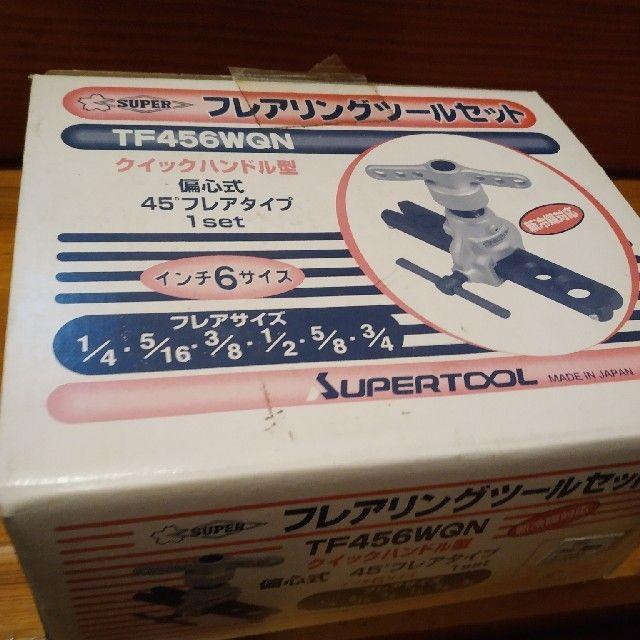 SUPER フレアリングツールセット
TF456WQN
クイックハンドル型
偏心式
45°フレアタイプ
1set
新冷媒対応
インチ6サイズ
フレアサイズ
1/4・5/16・3/8・1/2・5/8・3/4
SUPERTOOL MADE IN JAPAN
SUPER フレアリングツールセット
TF456WQN
クイックハンドル型
新冷媒対応
偏心式 45°フレアタイプ
1set